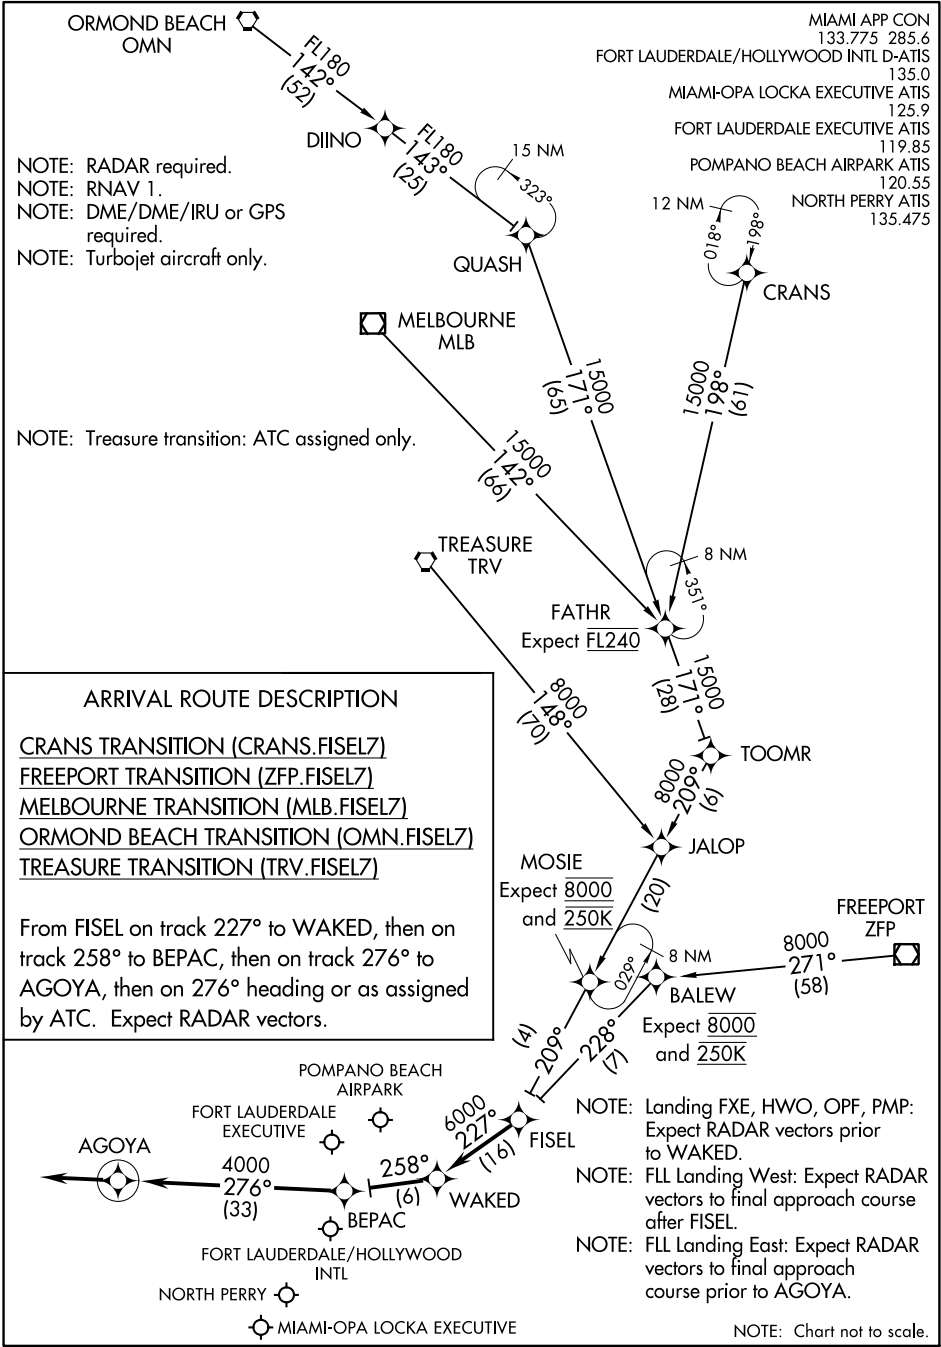 ORMOND BEACH
OMN
MIAMI APP CON
133.775 285.6
FORT LAUDERDALE/HOLLYWOOD INTL D-ATIS
135.0
MIAMI-OPA LOCKA EXECUTIVE ATIS
125.9
FORT LAUDERDALE EXECUTIVE ATIS
119.85
POMPANO BEACH AIRPARK ATIS
120.55
NORTH PERRY ATIS
135.475
FL180
142°
(52)
DIINO
FL180
143°
(25)
15 NM
323°
QUASH
12 NM
018°
198°
CRANS
NOTE: RADAR required.
NOTE: RNAV 1.
NOTE: DME/DME/IRU or GPS
required.
NOTE: Turbojet aircraft only.
MELBOURNE
MLB
15000
171°
(65)
15000
198°
(61)
NOTE: Treasure transition: ATC assigned only.
15000
142°
(66)
TREASURE
TRV
8 NM
351°
FATHR
Expect FL240
15000
171°
(28)
8000
148°
(70)
TOOMR
8000
209°
(6)
JALOP
ARRIVAL ROUTE DESCRIPTION
CRANS TRANSITION (CRANS.FISEL7)
FREEPORT TRANSITION (ZFP.FISEL7)
MELBOURNE TRANSITION (MLB.FISEL7)
ORMOND BEACH TRANSITION (OMN.FISEL7)
TREASURE TRANSITION (TRV.FISEL7)
From FISEL on track 227° to WAKED, then on
track 258° to BEPAC, then on track 276° to
AGOYA, then on 276° heading or as assigned
by ATC. Expect RADAR vectors.
MOSIE
Expect 8000
and 250K
(20)
029°
8 NM
FREEPORT
ZFP
8000
271°
(58)
BALEW
Expect 8000
and 250K
(4)
209°
228°
(7)
POMPANO BEACH
AIRPARK
FORT LAUDERDALE
EXECUTIVE
6000
227°
(16)
FISEL
AGOYA
4000
276°
(33)
258°
(6)
WAKED
BEPAC
FORT LAUDERDALE/HOLLYWOOD
INTL
NORTH PERRY
MIAMI-OPA LOCKA EXECUTIVE
NOTE: Landing FXE, HWO, OPF, PMP:
Expect RADAR vectors prior
to WAKED.
NOTE: FLL Landing West: Expect RADAR
vectors to final approach course
after FISEL.
NOTE: FLL Landing East: Expect RADAR
vectors to final approach
course prior to AGOYA.
NOTE: Chart not to scale.